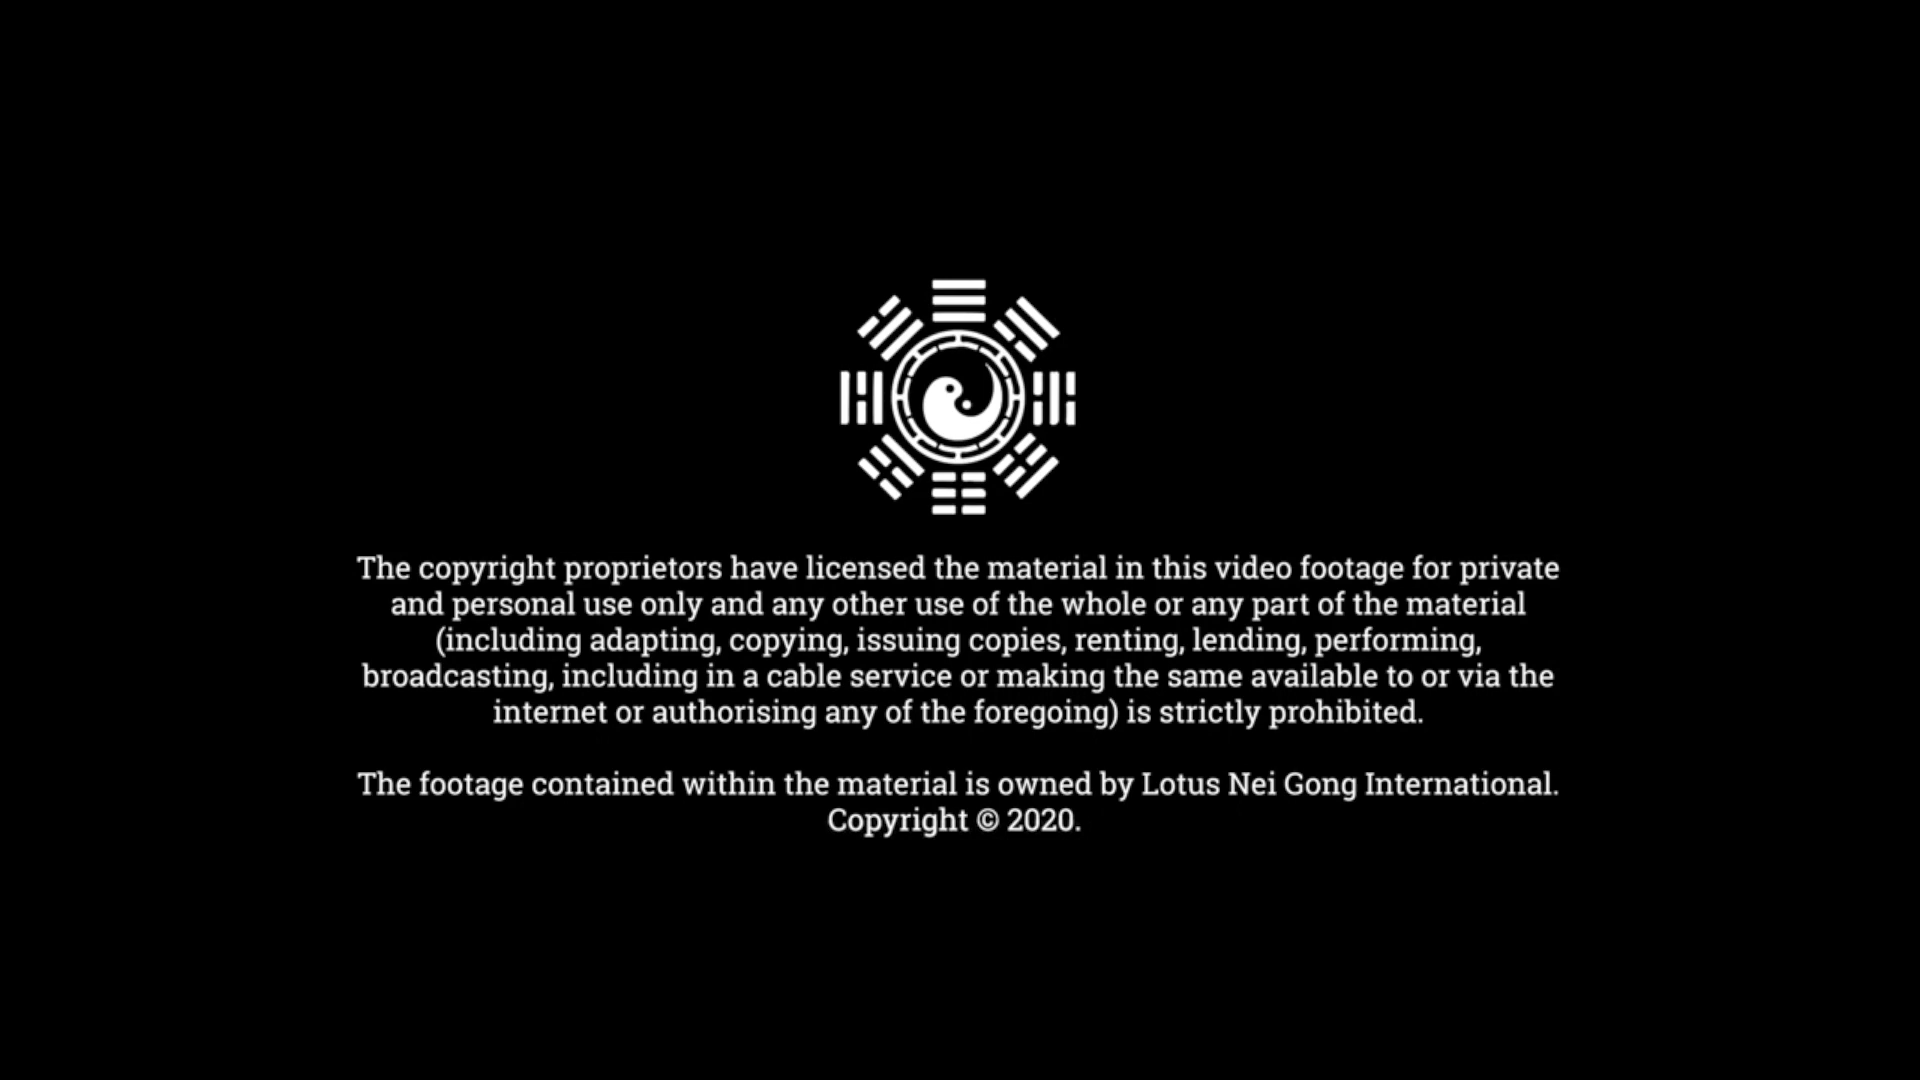 The copyright proprietors have licensed the material in this video footage for private
and personal use only and any other use of the whole or any part of the material
(including adapting, copying, issuing copies, renting, lending, performing,
broadcasting, including in a cable service or making the same available to or via the
internet or authorising any of the foregoing) is strictly prohibited.
The footage contained within the material is owned by Lotus Nei Gong International.
Copyright © 2020.